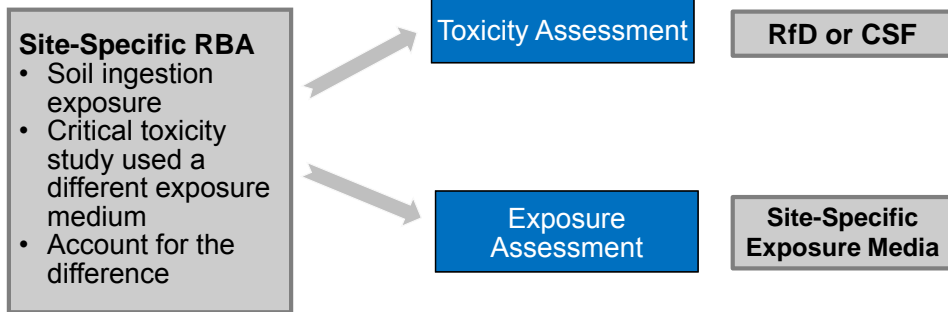 Site-Specific RBA
• Soil ingestion
exposure
• Critical toxicity
study used a
different exposure
medium
• Account for the
difference
Toxicity Assessment
RfD or CSF
Exposure
Assessment
Site-Specific
Exposure Media